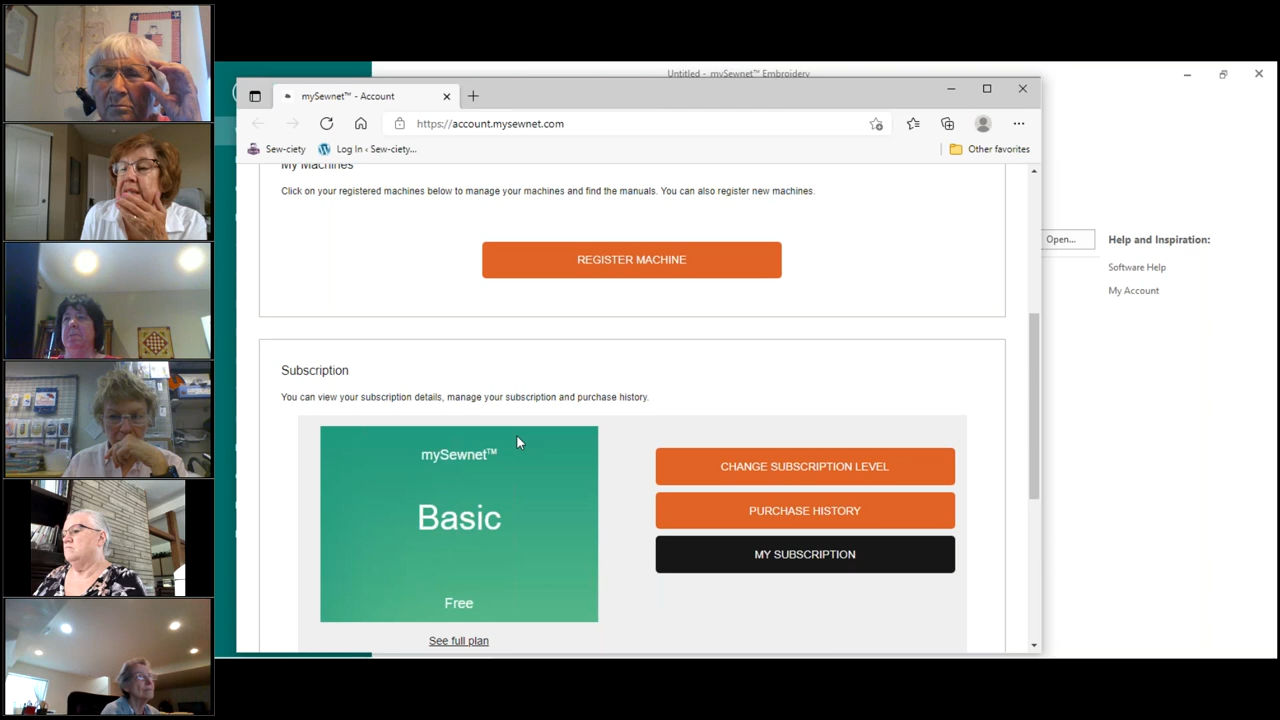 Untitled - mySewnet™ Embroidery
mySewnet™ - Account
https://account.mysewnet.com
Sew-ciety
Log In ‹ Sew-ciety...
Other favorites
My Machines
Click on your registered machines below to manage your machines and find the manuals. You can also register new machines.
REGISTER MACHINE
Open...
Help and Inspiration:
Software Help
My Account
Subscription
You can view your subscription details, manage your subscription and purchase history.
mySewnet™
Basic
Free
See full plan
CHANGE SUBSCRIPTION LEVEL
PURCHASE HISTORY
MY SUBSCRIPTION